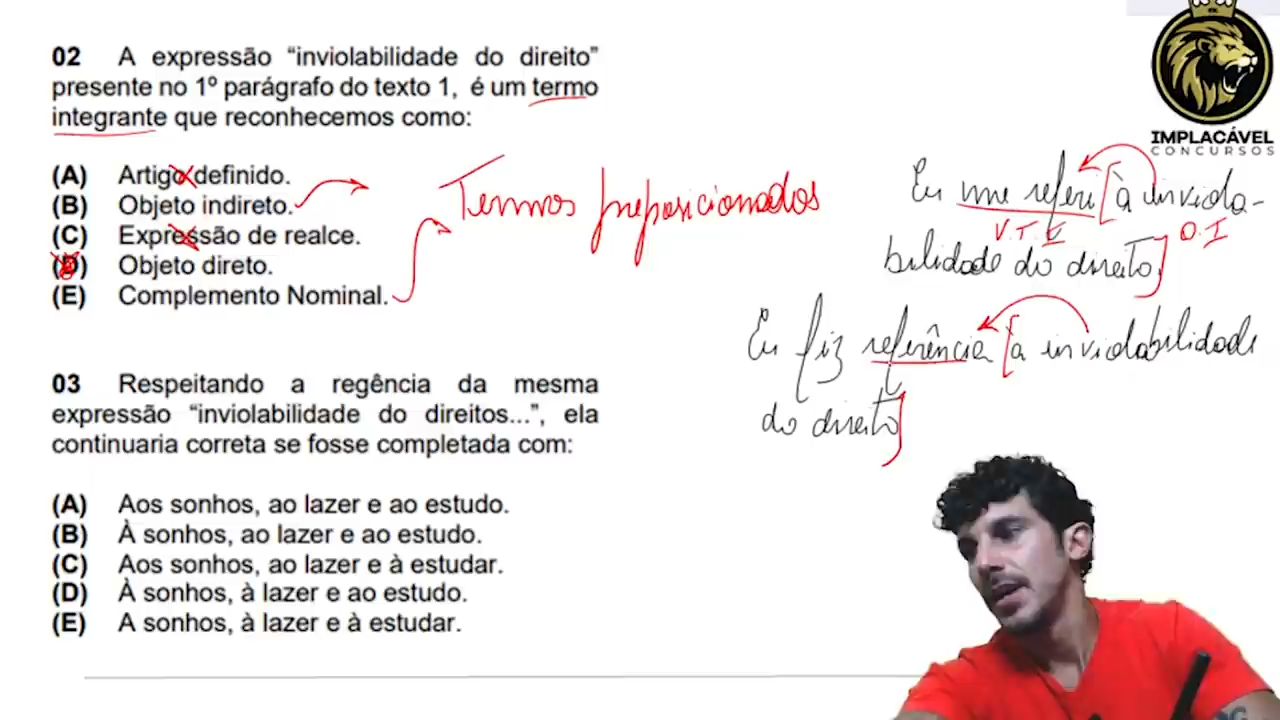 02 A expressão “inviolabilidade do direito”
presente no 1º parágrafo do texto 1, é um termo
integrante que reconhecemos como:
(A) Artigo definido.
(B) Objeto indireto.
(C) Expressão de realce.
(D) Objeto direto.
(E) Complemento Nominal.
Termos preposicionados
Eu me referi [à inviola-
V.T.I O.I
bilidade do direito]
Eu fiz referência [à inviolabilidade
do direito]
03 Respeitando a regência da mesma
expressão “inviolabilidade do direitos...”, ela
continuaria correta se fosse completada com:
(A) Aos sonhos, ao lazer e ao estudo.
(B) À sonhos, ao lazer e ao estudo.
(C) Aos sonhos, ao lazer e à estudar.
(D) À sonhos, à lazer e ao estudo.
(E) A sonhos, à lazer e à estudar.
IMPLACÁVEL
CONCURSOS